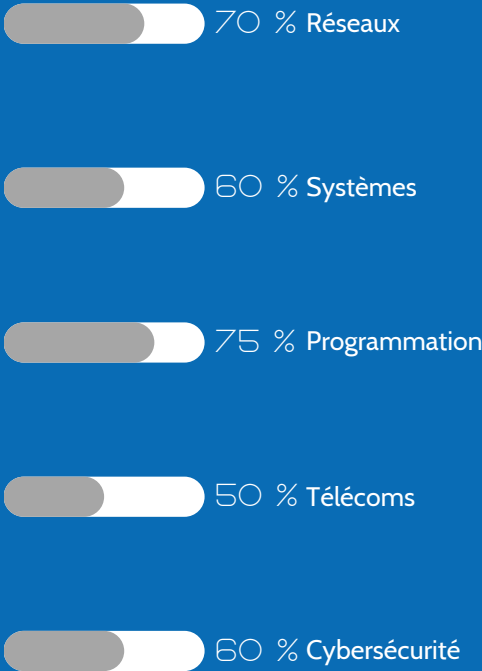 70 % Réseaux
60 % Systèmes
75 % Programmation
50 % Télécoms
60 % Cybersécurité